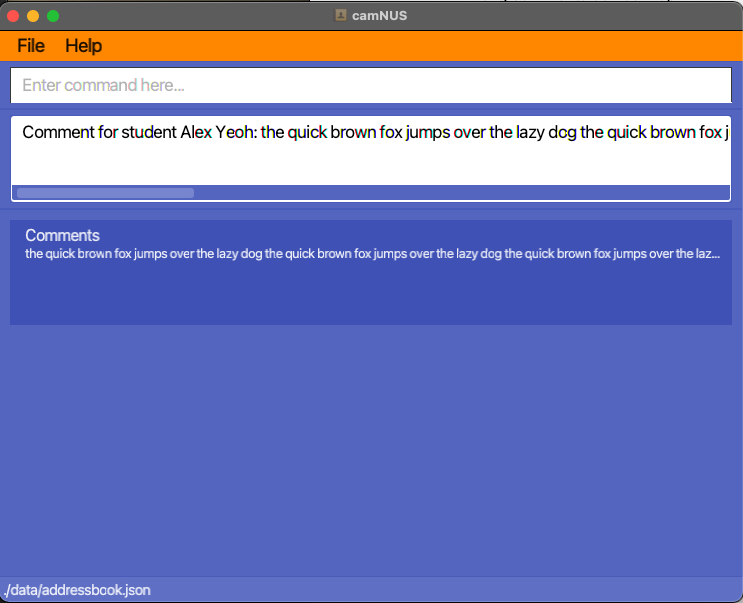 camNUS
File Help
Enter command here...
Comment for student Alex Yeoh: the quick brown fox jumps over the lazy dog the quick brown fox j
Comments
the quick brown fox jumps over the lazy dog the quick brown fox jumps over the lazy dog the quick brown fox jumps over the laz...
./data/addressbook.json